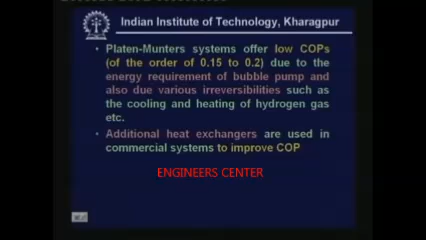 Indian Institute of Technology, Kharagpur
• Platen-Munters systems offer low COPs
(of the order of 0.15 to 0.2) due to the
energy requirement of bubble pump and
also due various irreversibilities such as
the cooling and heating of hydrogen gas
etc.
• Additional heat exchangers are used in
commercial systems to improve COP
ENGINEERS CENTER